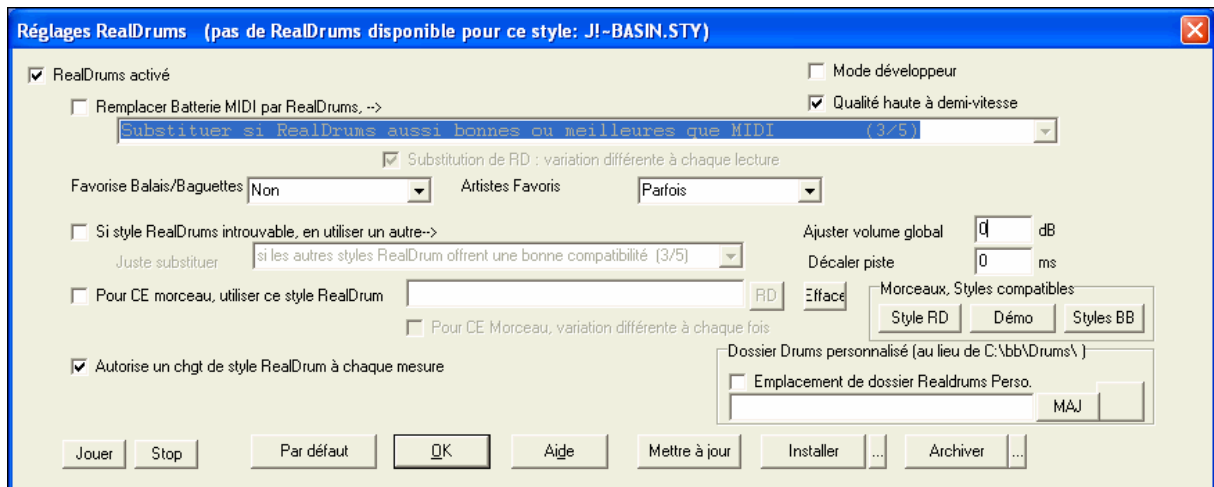 Réglages RealDrums (pas de RealDrums disponible pour ce style: J!~BASIN.STY)
RealDrums activé
Mode développeur
Remplacer Batterie MIDI par RealDrums, -->
Qualité haute à demi-vitesse
Substituer si RealDrums aussi bonnes ou meilleures que MIDI (3/5)
Substitution de RD : variation différente à chaque lecture
Favorise Balais/Baguettes Non Artistes Favoris Parfois
Si style RealDrums introuvable, en utiliser un autre-->
Ajuster volume global 0 dB
Juste substituer si les autres styles RealDrum offrent une bonne compatibilité (3/5)
Décaler piste 0 ms
Pour CE morceau, utiliser ce style RealDrum RD Efface
Morceaux, Styles compatibles
Style RD Démo Styles BB
Pour CE Morceau, variation différente à chaque fois
Autorise un chgt de style RealDrum à chaque mesure
Dossier Drums personnalisé (au lieu de C:\bb\Drums\ )
Emplacement de dossier Realdrums Perso.
MAJ
Jouer Stop Par défaut OK Aide Mettre à jour Installer ... Archiver ...